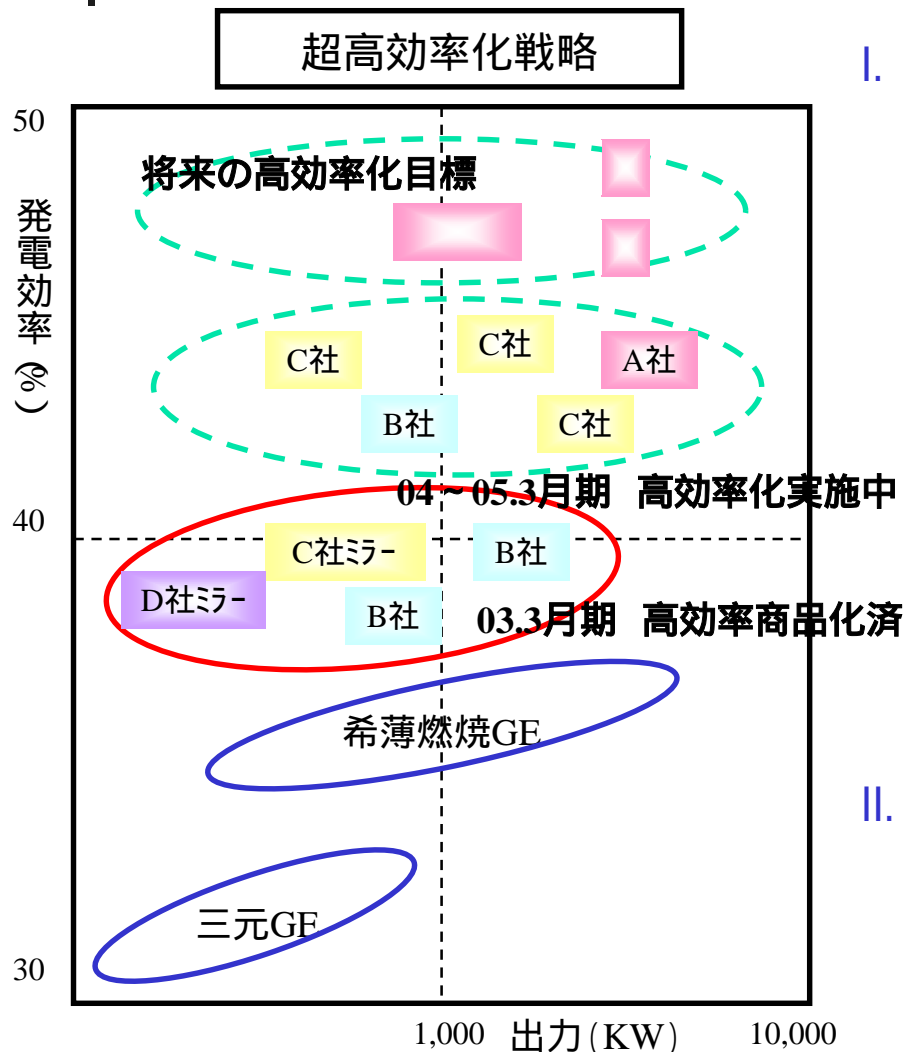 超高効率化戦略
I.
50
将来の高効率化目標
発電効率(%)
C社
C社
A社
B社
C社
04～05.3月期 高効率化実施中
40
C社ﾐﾗｰ
B社
D社ﾐﾗｰ
B社
03.3月期 高効率商品化済
希薄燃焼GE
II.
三元GE
30
1,000 出力(KW) 10,000